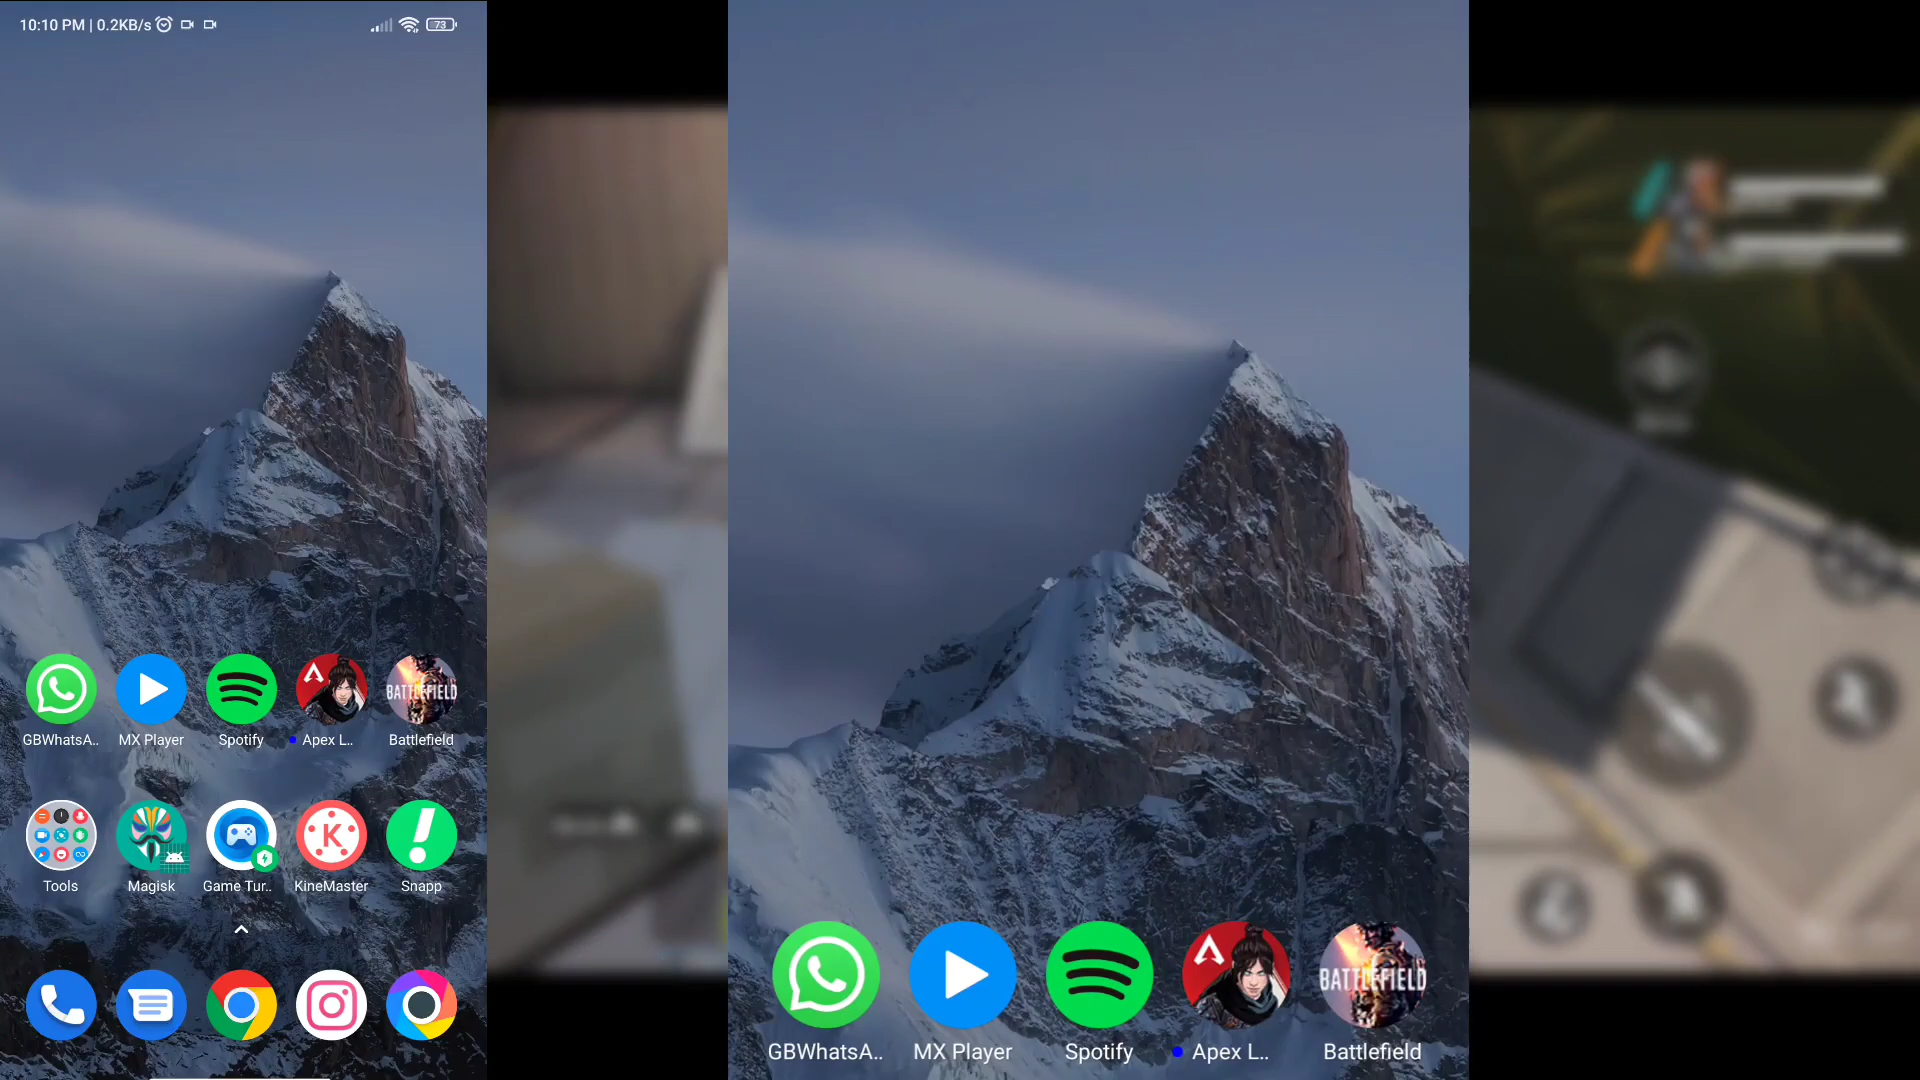 10:10 PM | 0.2KB/s
73
BATTLEFIELD
GBWhatsA.. MX Player Spotify Apex L.. Battlefield
K
Tools Magisk Game Tur.. KineMaster Snapp
BATTLEFIELD
GBWhatsA.. MX Player Spotify Apex L.. Battlefield